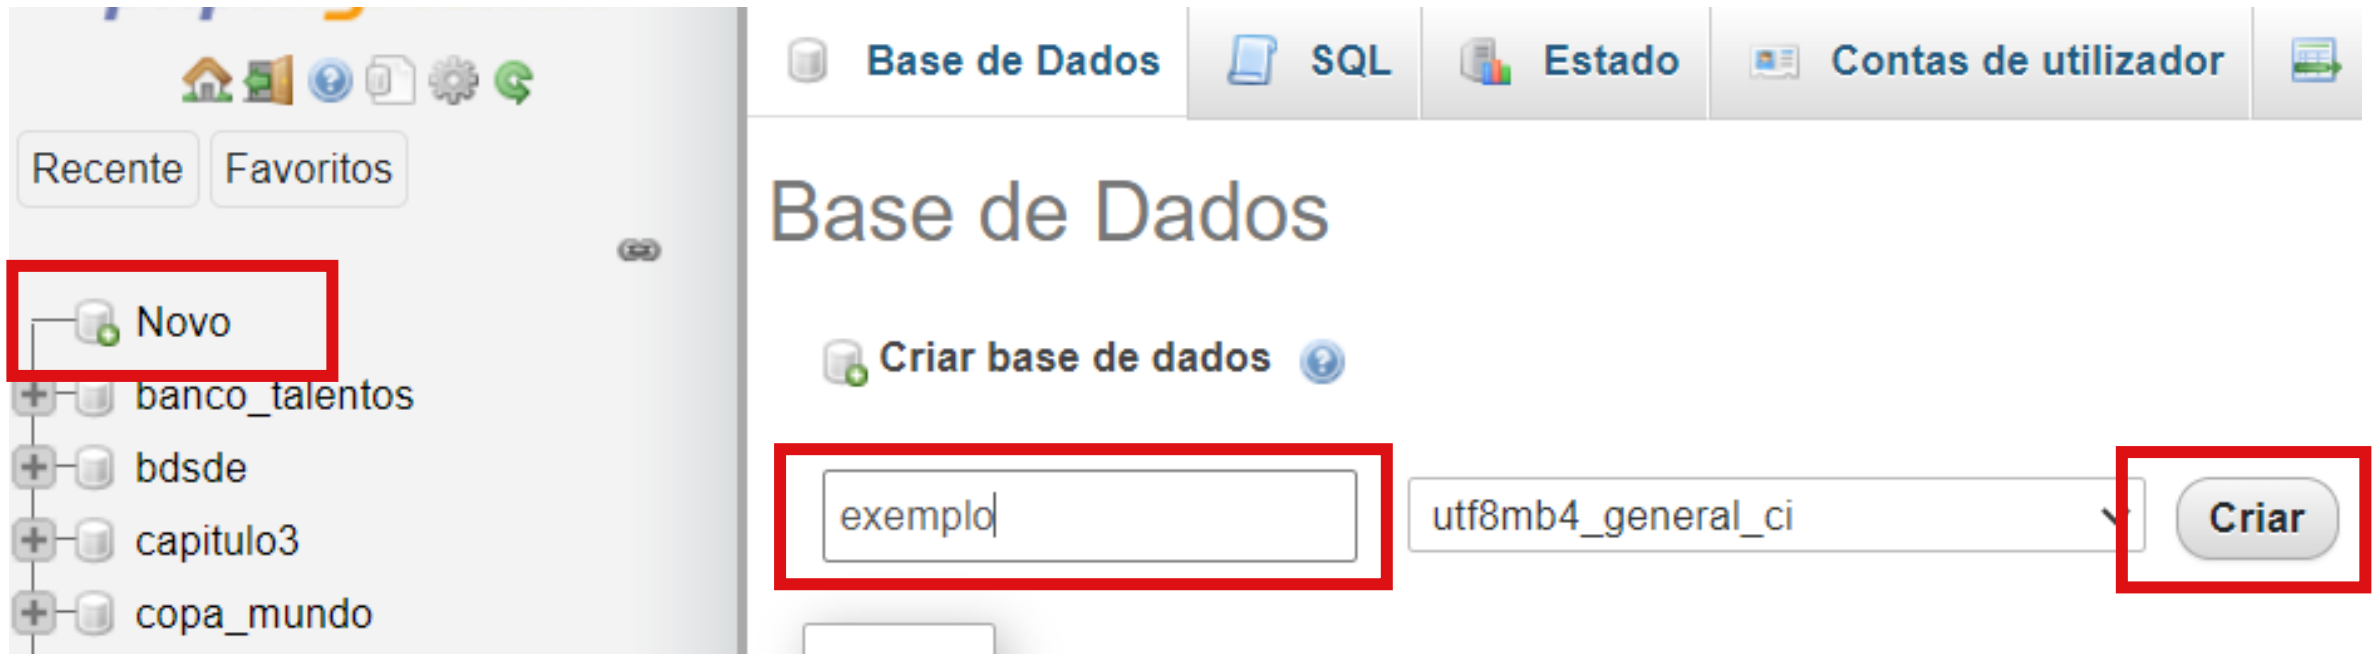 Base de Dados
SQL
Estado
Contas de utilizador
Recente
Favoritos
Novo
banco_talentos
bdsde
capitulo3
copa_mundo
Base de Dados
Criar base de dados
exemplo
utf8mb4_general_ci
Criar